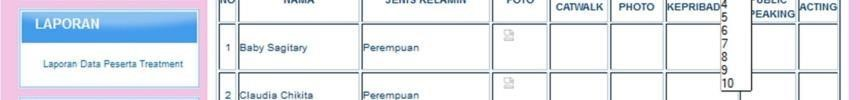 NO NAMA JENIS KELAMIN FOTO CATWALK PHOTO KEPRIBAD PUBLIC PEAKING ACTING
LAPORAN
Laporan Data Peserta Treatment
4
5
6
7
8
9
10
1 Baby Sagitary Perempuan
2 Claudia Chikita Perempuan